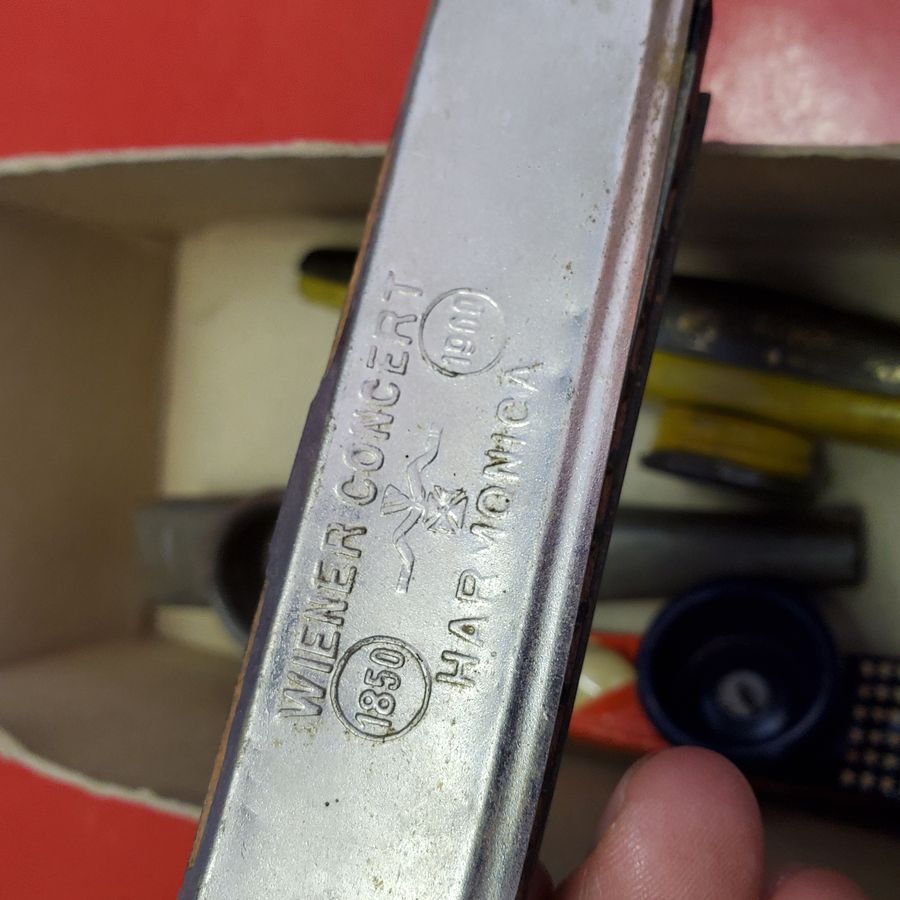 WIENER CONCERT
1850
1900
HARMONICA